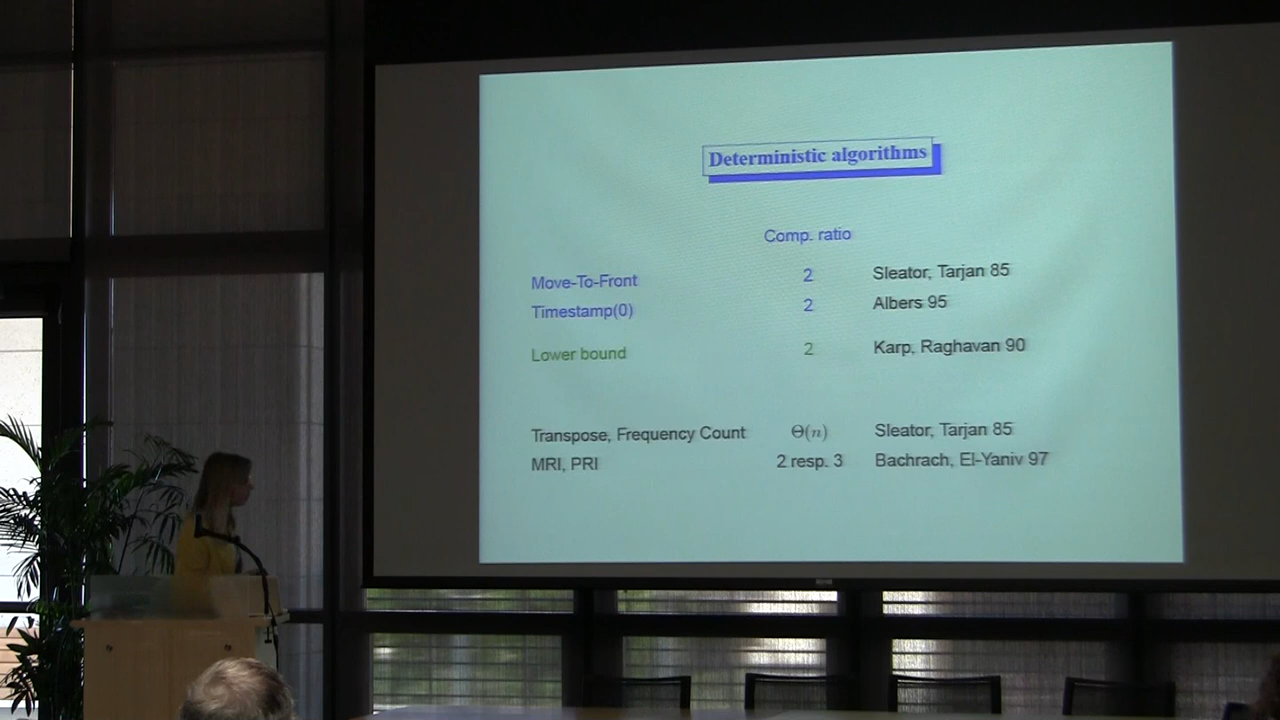 Deterministic algorithms
Comp. ratio
Move-To-Front 2 Sleator, Tarjan 85
Timestamp(0) 2 Albers 95
Lower bound 2 Karp, Raghavan 90
Transpose, Frequency Count Θ(n) Sleator, Tarjan 85
MRI, PRI 2 resp. 3 Bachrach, El-Yaniv 97